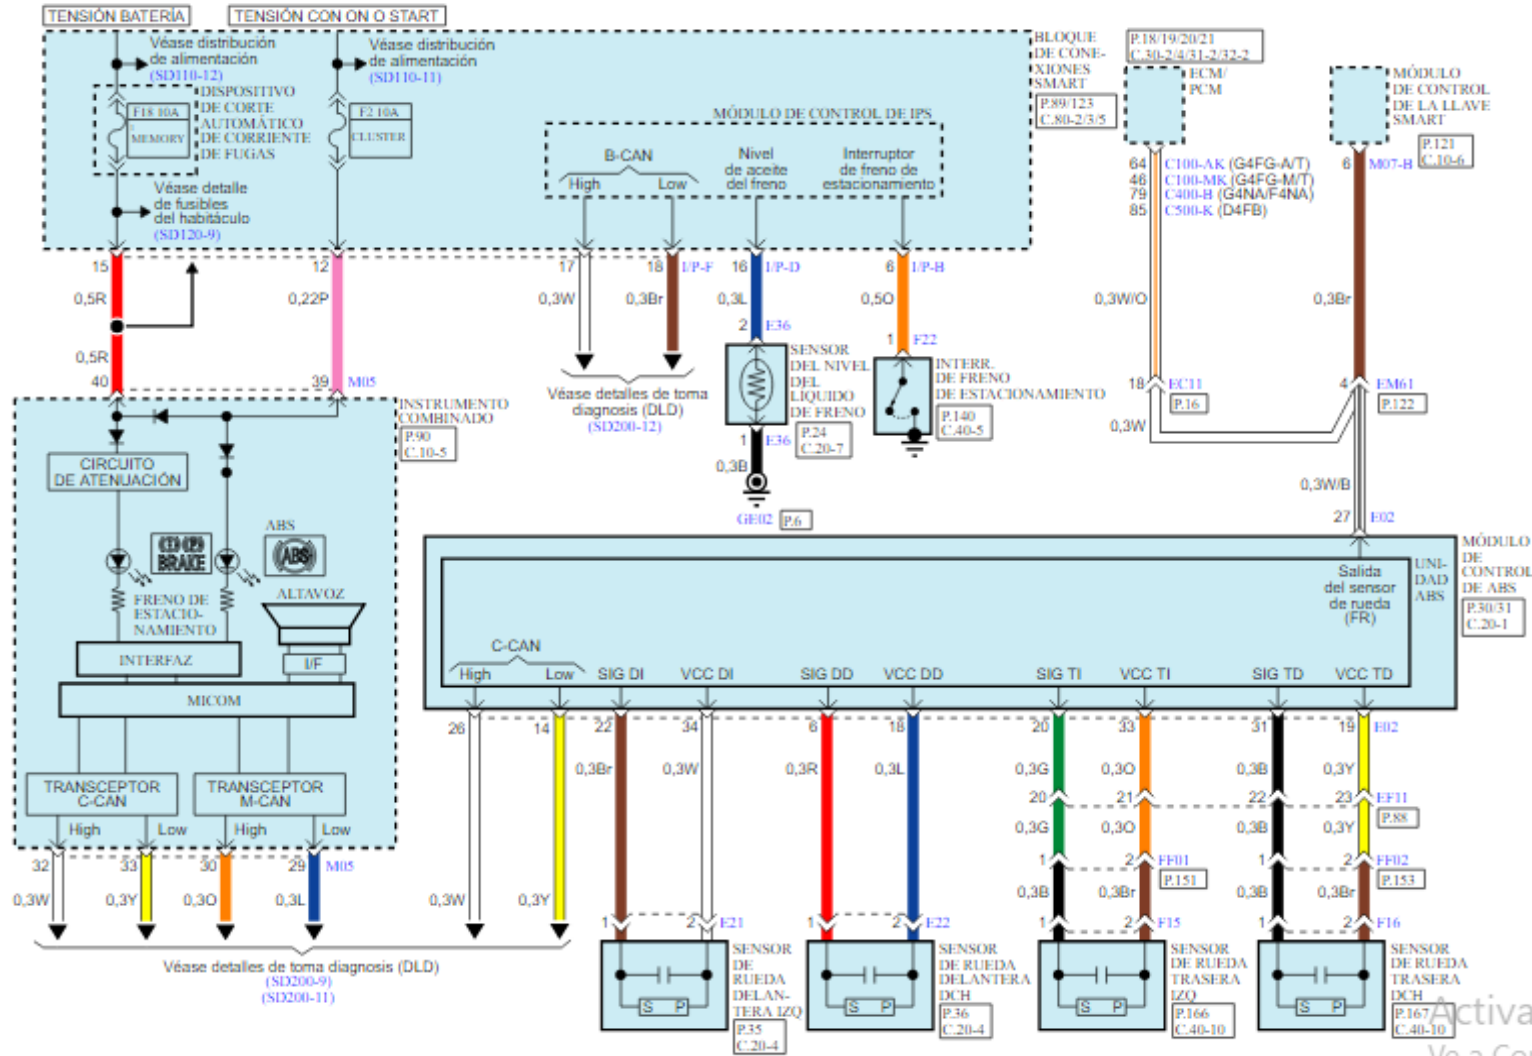 TENSIÓN BATERÍA
TENSIÓN CON ON O START
Véase distribución
de alimentación
(SD110-12)
Véase distribución
de alimentación
(SD110-11)
DISPOSITIVO
DE CORTE
AUTOMÁTICO
DE CORRIENTE
DE FUGAS
F18 10A
MEMORY
F2 10A
CLUSTER
Véase detalle
de fusibles
del habitáculo
(SD120-9)
MÓDULO DE CONTROL DE IPS
B-CAN
High
Low
Nivel
de aceite
del freno
Interruptor
de freno de
estacionamiento
BLOQUE
DE CONE-
XIONES
SMART
P.89/123
C.80-2/3/5
P.18/19/20/21
C.30-2/4/31-2/32-2
ECM/
PCM
MÓDULO
DE CONTROL
DE LA LLAVE
SMART
P.121
C.10-6
64 C100-AK (G4FG-A/T)
46 C100-MK (G4FG-M/T)
79 C400-B (G4NA/F4NA)
85 C500-K (D4FB)
6 M07-B
15
12
17
18 I/P-F
16 I/P-D
6 I/P-B
0,5R
0,22P
0,3W
0,3Br
0,3L
0,5O
0,3W/O
0,3Br
2 E36
1 F22
0,5R
40
39 M05
Véase detalles de toma
diagnosis (DLD)
(SD200-12)
SENSOR
DEL NIVEL
DEL
LÍQUIDO
DE FRENO
P.24
C.20-7
1 E36
0,3B
GE02 P.6
INTERR.
DE FRENO
DE ESTACIONAMIENTO
P.140
C.40-5
18 EC11
P.16
4 EM61
P.122
0,3W
0,3W/B
27 E02
INSTRUMENTO
COMBINADO
P.90
C.10-5
CIRCUITO
DE ATENUACIÓN
BRAKE
ABS
(ABS)
FRENO DE
ESTACIO-
NAMIENTO
ALTAVOZ
INTERFAZ
I/F
MICOM
TRANSCEPTOR
C-CAN
TRANSCEPTOR
M-CAN
High
Low
High
Low
32
33
30
29 M05
0,3W
0,3Y
0,3O
0,3L
0,3W
0,3Y
Véase detalles de toma diagnosis (DLD)
(SD200-9)
(SD200-11)
MÓDULO
DE
CONTROL
DE ABS
P.30/31
C.20-1
UNI-
DAD
ABS
Salida
del sensor
de rueda
(FR)
C-CAN
High
Low
SIG DI
VCC DI
SIG DD
VCC DD
SIG TI
VCC TI
SIG TD
VCC TD
26
14
22
34
6
18
20
33
31
19 E02
0,3Br
0,3W
0,3R
0,3L
0,3G
0,3O
0,3B
0,3Y
20
21
22
23 EF11
P.88
0,3G
0,3O
0,3B
0,3Y
1
2 FF01
P.151
1
2 FF02
P.153
0,3B
0,3Br
0,3B
0,3Br
1
2 E21
1
2 E22
1
2 F15
1
2 F16
S P
S P
S P
S P
SENSOR
DE
RUEDA
DELAN-
TERA IZQ
P.35
C.20-4
SENSOR
DE RUEDA
DELANTERA
DCH
P.36
C.20-4
SENSOR
DE RUEDA
TRASERA
IZQ
P.166
C.40-10
SENSOR
DE RUEDA
TRASERA
DCH
P.167
C.40-10
Activa
Ve a Con